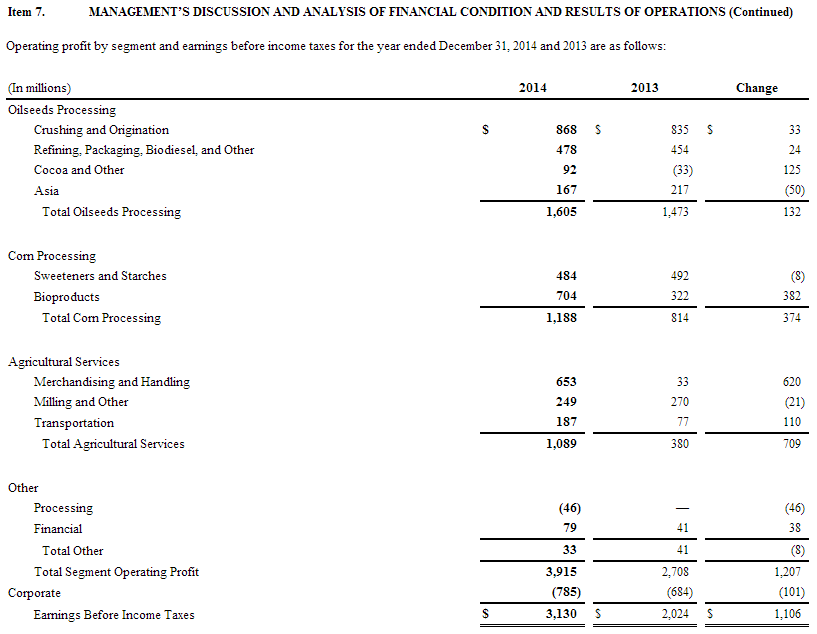 Item 7. MANAGEMENT'S DISCUSSION AND ANALYSIS OF FINANCIAL CONDITION AND RESULTS OF OPERATIONS (Continued)
Operating profit by segment and earnings before income taxes for the year ended December 31, 2014 and 2013 are as follows:
(In millions) 2014 2013 Change
Oilseeds Processing
Crushing and Origination $ 868 $ 835 $ 33
Refining, Packaging, Biodiesel, and Other 478 454 24
Cocoa and Other 92 (33) 125
Asia 167 217 (50)
Total Oilseeds Processing 1,605 1,473 132
Corn Processing
Sweeteners and Starches 484 492 (8)
Bioproducts 704 322 382
Total Corn Processing 1,188 814 374
Agricultural Services
Merchandising and Handling 653 33 620
Milling and Other 249 270 (21)
Transportation 187 77 110
Total Agricultural Services 1,089 380 709
Other
Processing (46) — (46)
Financial 79 41 38
Total Other 33 41 (8)
Total Segment Operating Profit 3,915 2,708 1,207
Corporate (785) (684) (101)
Earnings Before Income Taxes $ 3,130 $ 2,024 $ 1,106